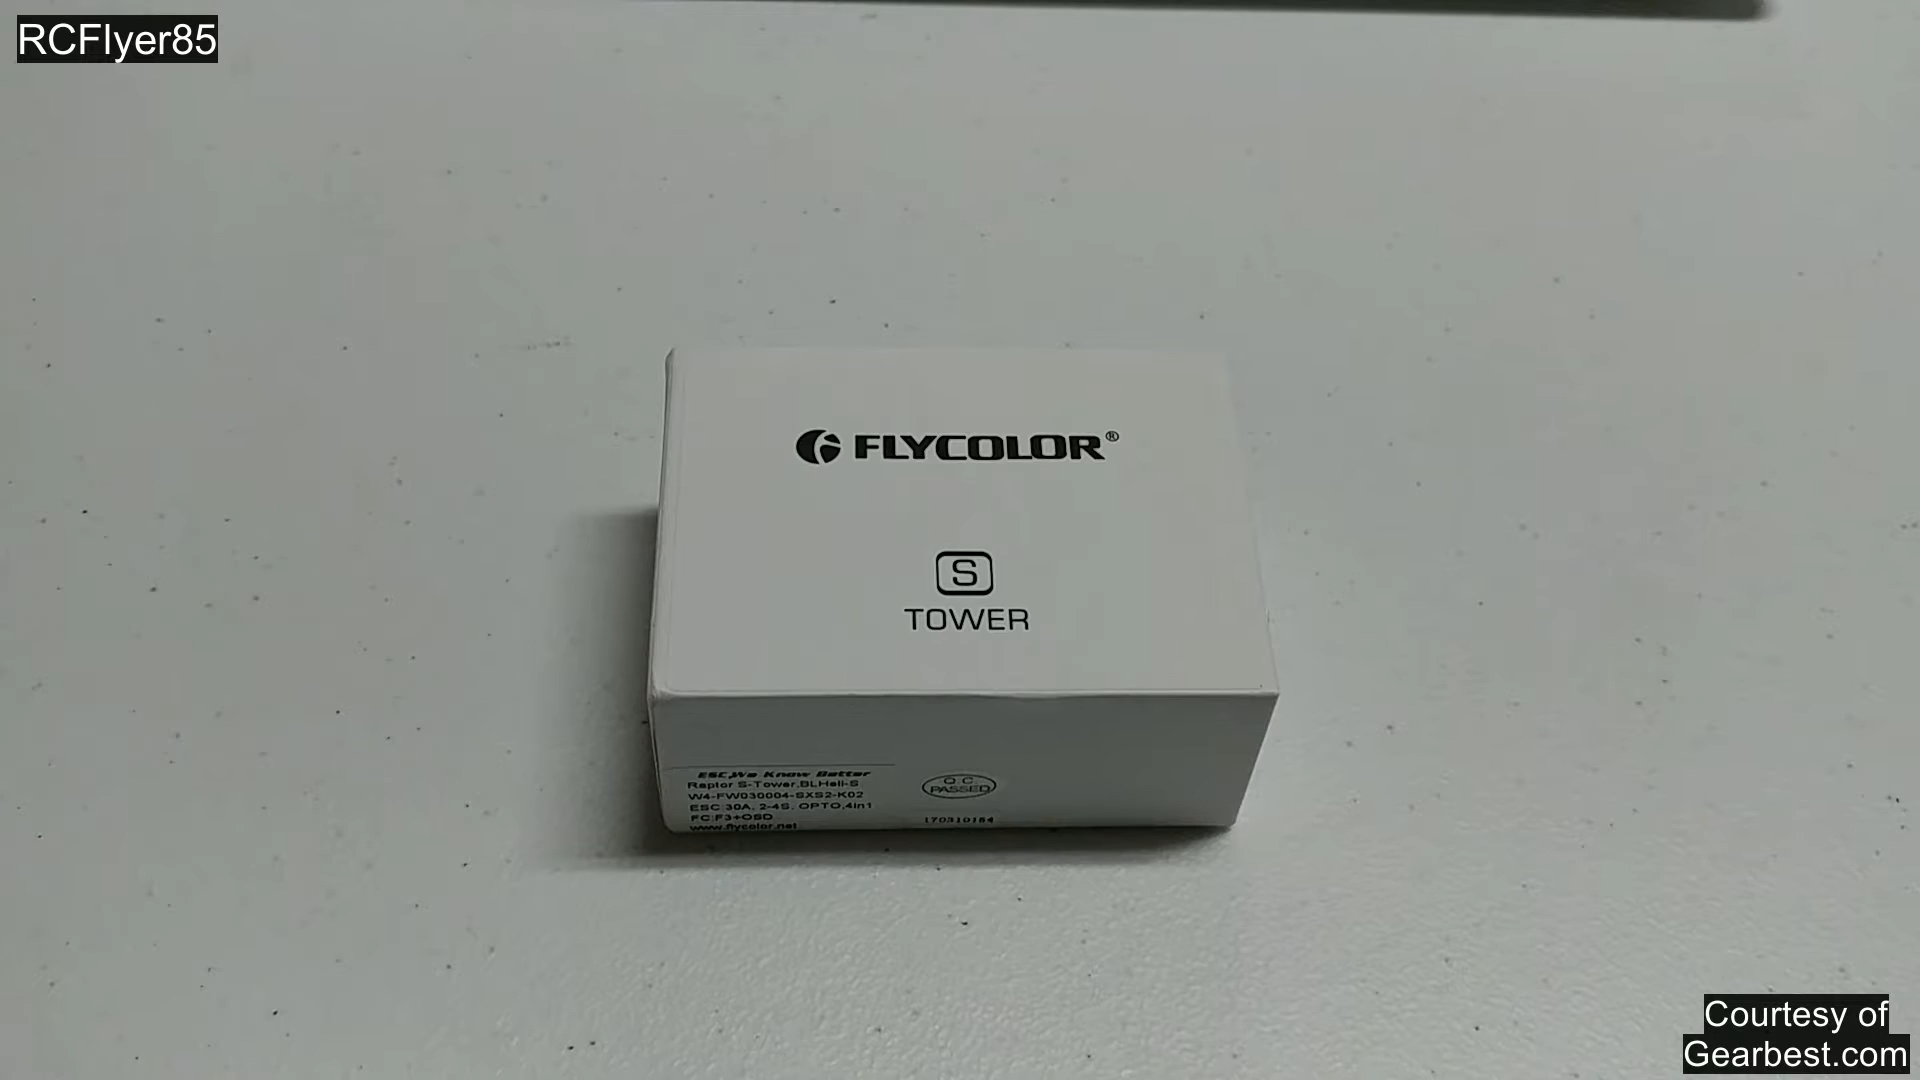 RCFlyer85
FLYCOLOR®
S
TOWER
ESC,We Know Better
Raptor S-Tower,BLHeli-S
W4-FW030004-SXS2-K02
ESC:30A, 2-4S, OPTO,4in1
FC:F3+OSD
www.flycolor.net
Q.C.
PASSED
170310184
Courtesy of
Gearbest.com